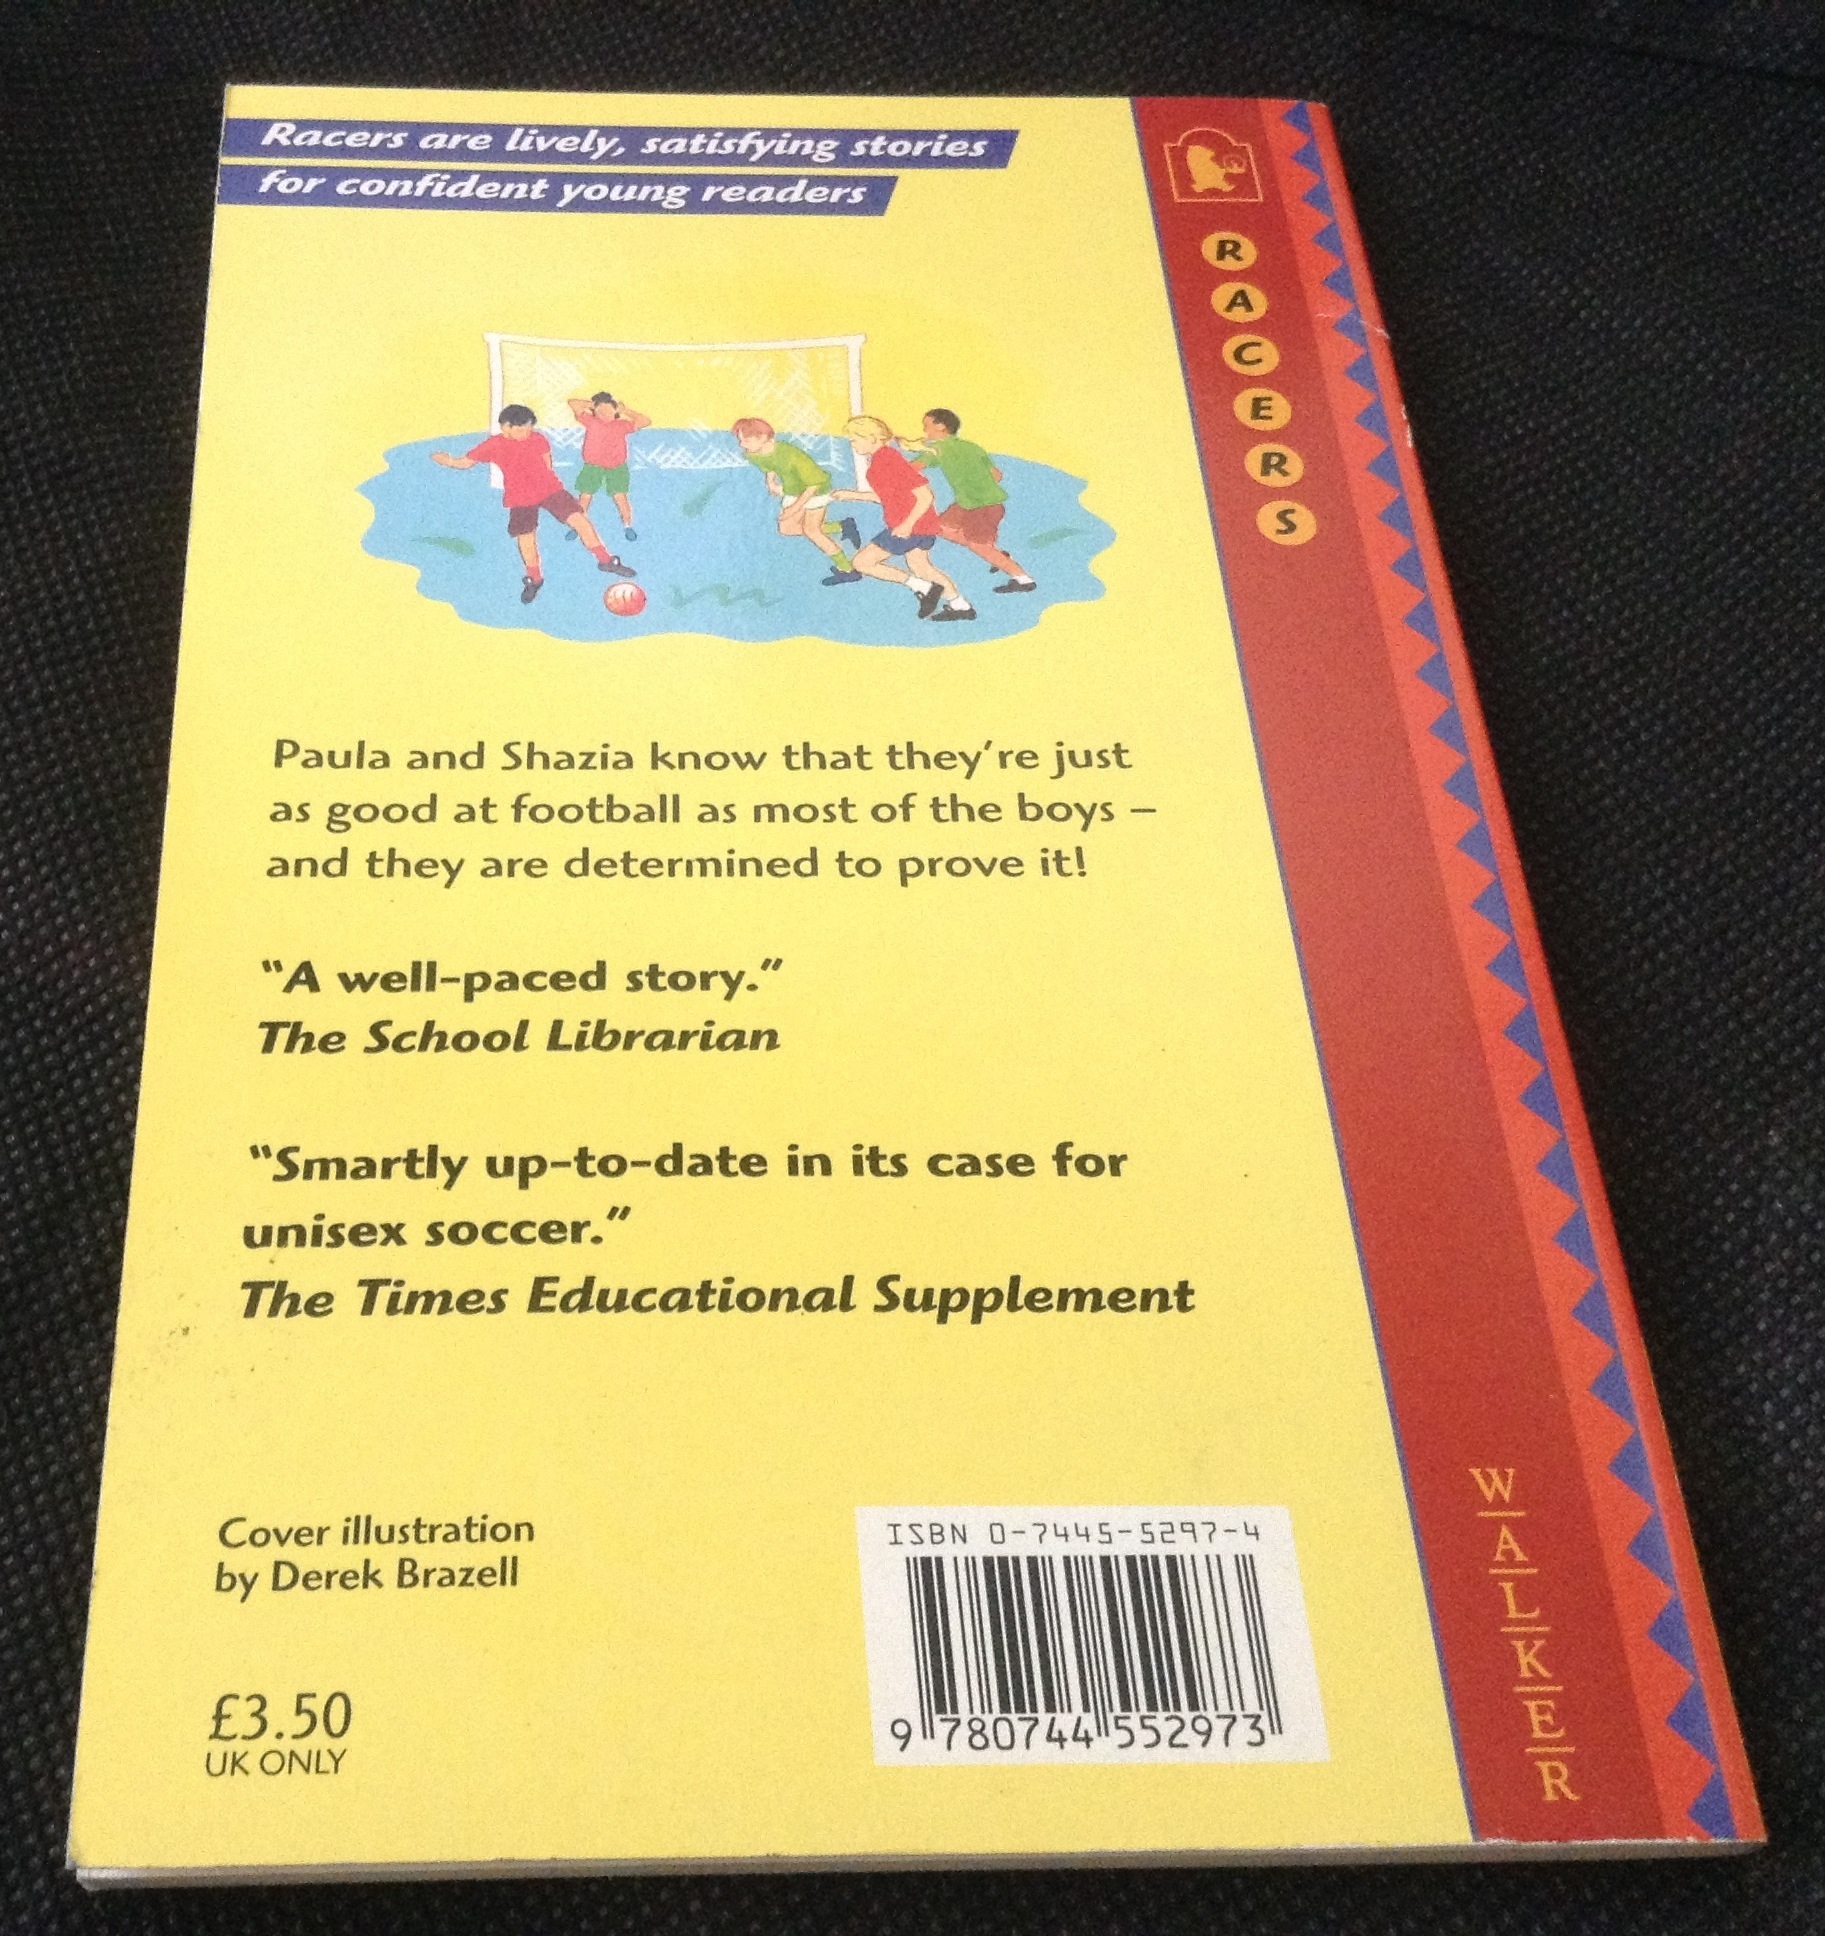 Racers are lively, satisfying stories
for confident young readers
RACERS
Paula and Shazia know that they're just
as good at football as most of the boys –
and they are determined to prove it!
"A well-paced story."
The School Librarian
"Smartly up-to-date in its case for
unisex soccer."
The Times Educational Supplement
Cover illustration
by Derek Brazell
£3.50
UK ONLY
ISBN 0-7445-5297-4
9 780744 552973
WALKER